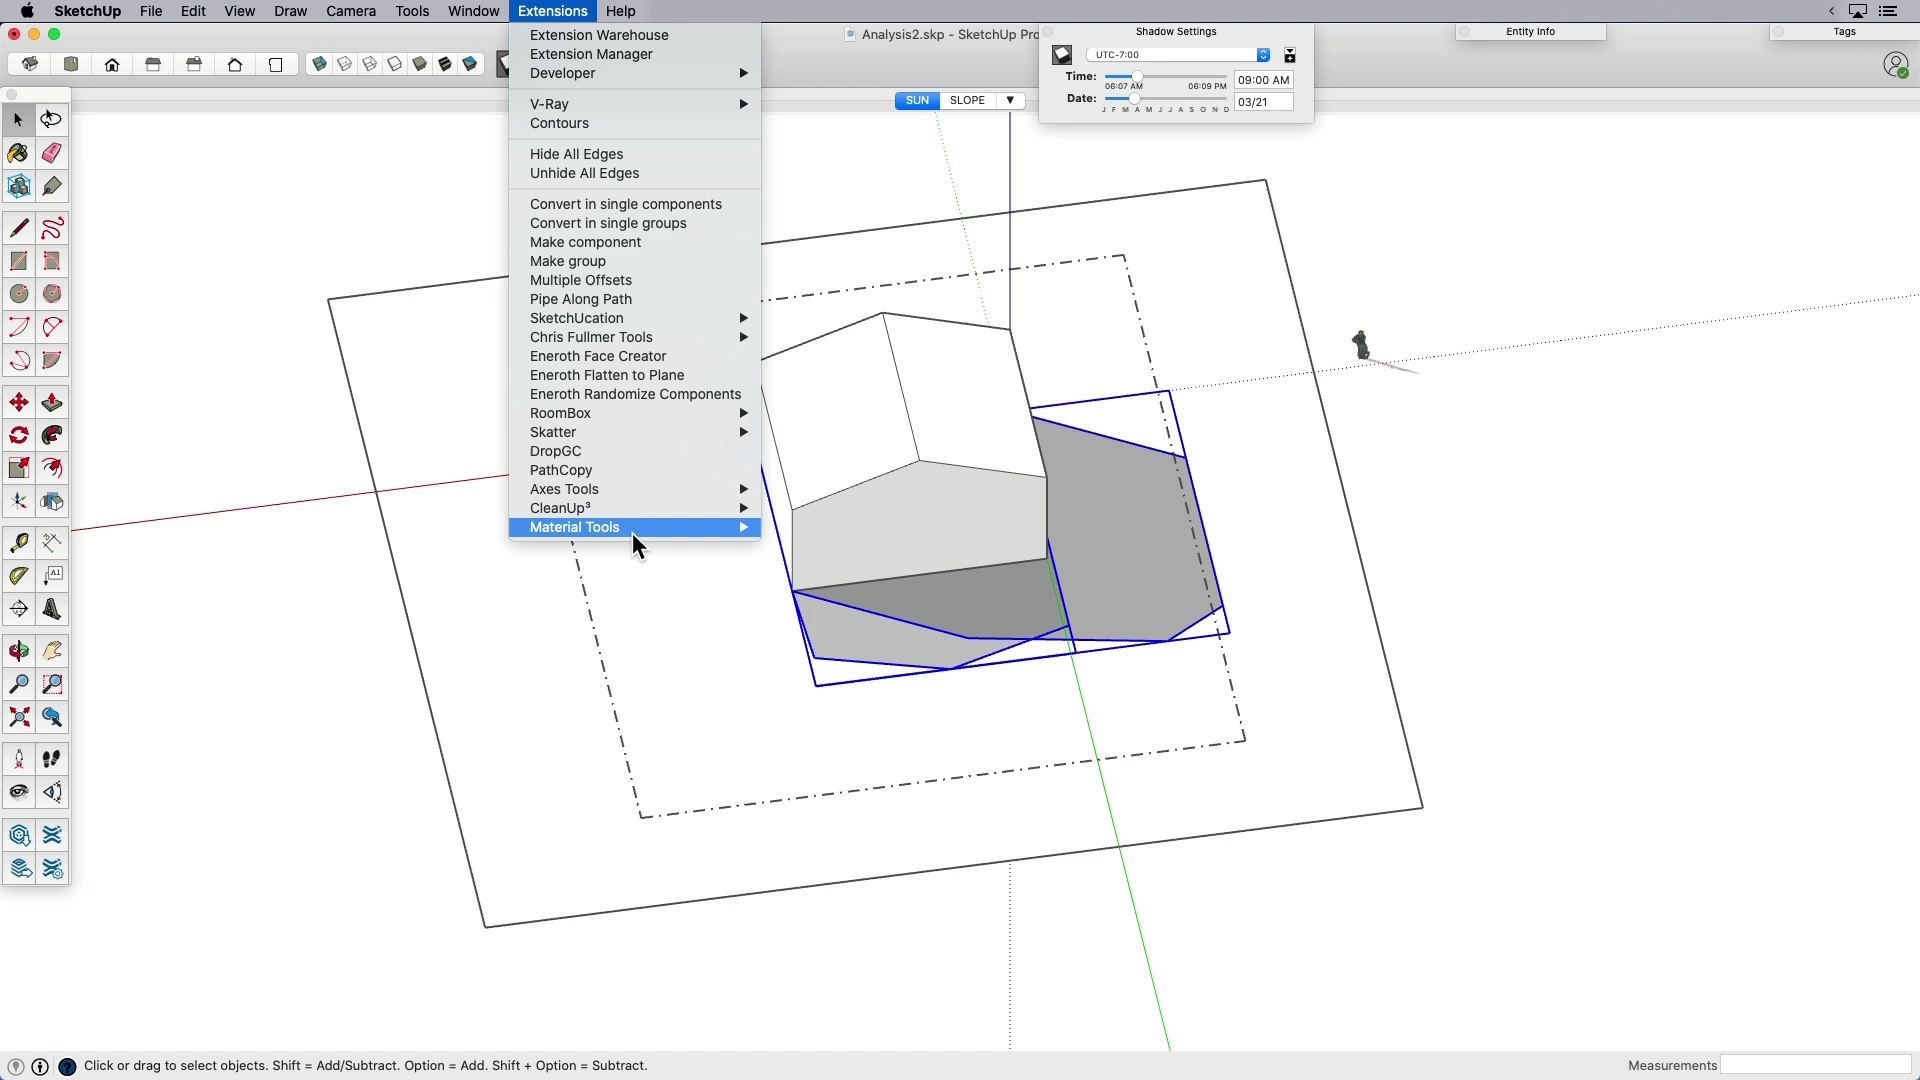 SketchUp File Edit View Draw Camera Tools Window Extensions Help
Analysis2.skp - SketchUp Pro
Shadow Settings
Entity Info
Tags
UTC-7:00
Time:
06:07 AM
06:09 PM
09:00 AM
Date:
J F M A M J J A S O N D
03/21
SUN SLOPE
Extension Warehouse
Extension Manager
Developer
V-Ray
Contours
Hide All Edges
Unhide All Edges
Convert in single components
Convert in single groups
Make component
Make group
Multiple Offsets
Pipe Along Path
SketchUcation
Chris Fullmer Tools
Eneroth Face Creator
Eneroth Flatten to Plane
Eneroth Randomize Components
RoomBox
Skatter
DropGC
PathCopy
Axes Tools
CleanUp³
Material Tools
A1
Click or drag to select objects. Shift = Add/Subtract. Option = Add. Shift + Option = Subtract.
Measurements